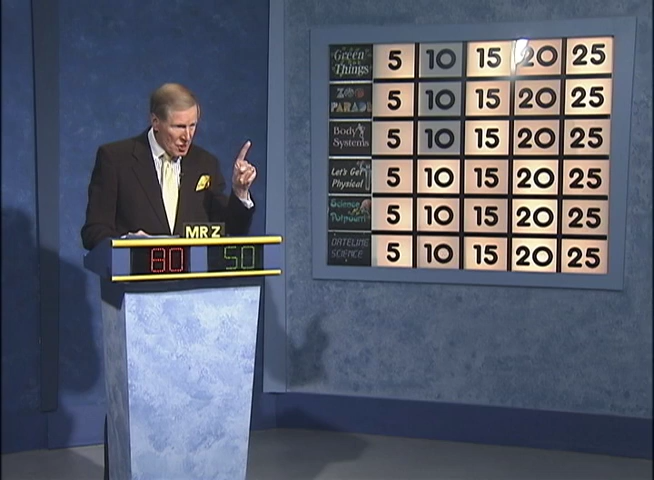 Green
Things
5 10 15 20 25
ZOO
PARADE
5 10 15 20 25
Body
Systems
5 10 15 20 25
Let's Get
Physical
5 10 15 20 25
Science
Potpourri
5 10 15 20 25
DATELINE
SCIENCE
5 10 15 20 25
MR Z
80 50